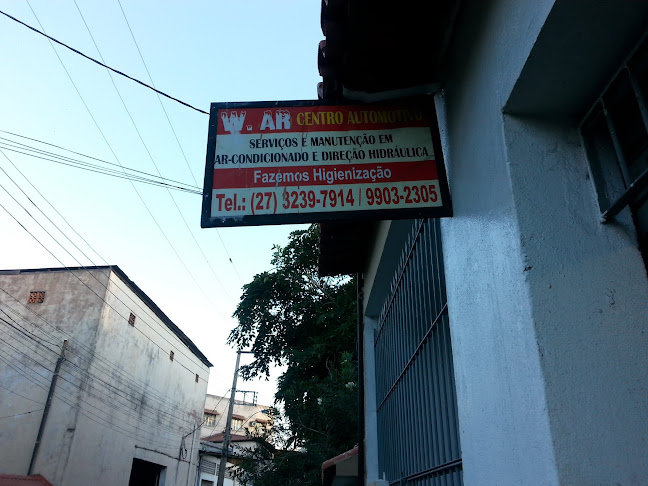 W. AR CENTRO AUTOMOTIVO
SERVIÇOS E MANUTENÇÃO EM
AR-CONDICIONADO E DIREÇÃO HIDRÁULICA
Fazemos Higienização
Tel.: (27) 3239-7914 / 9903-2305